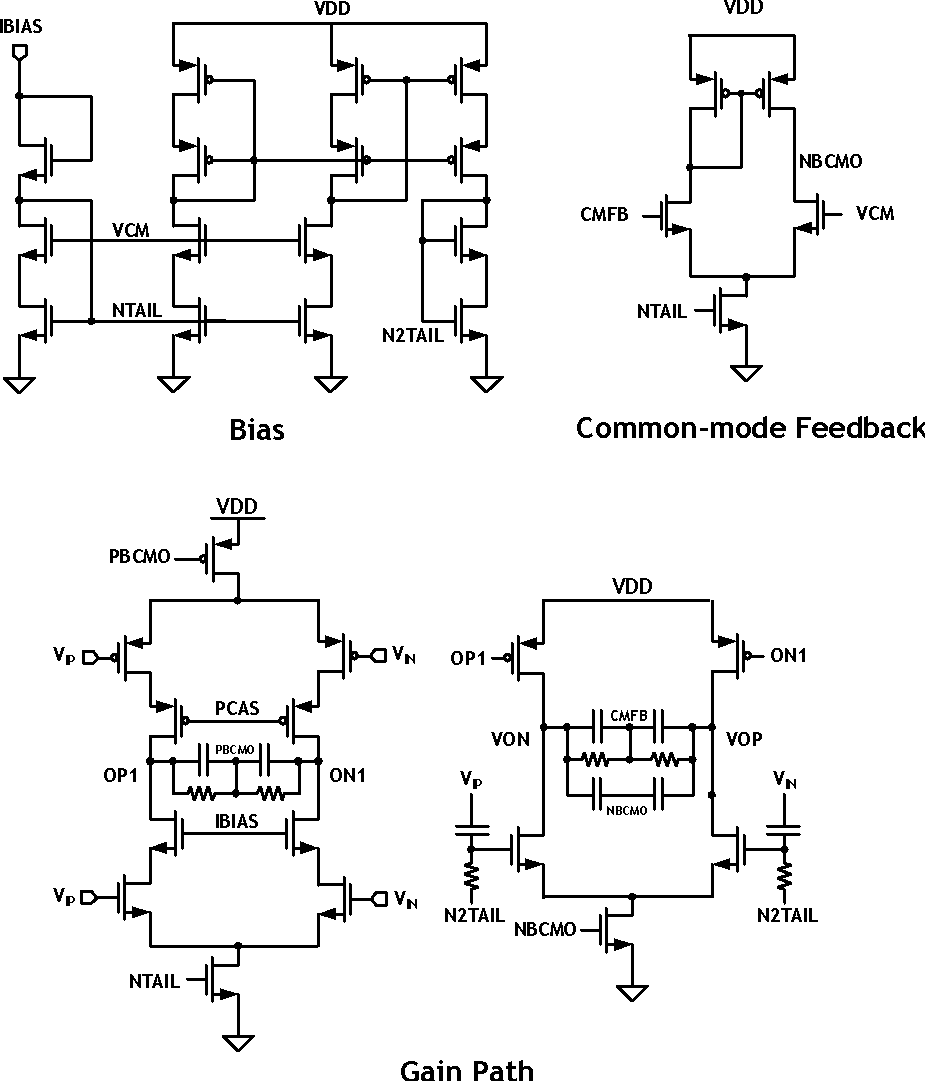 VDD
VDD
IBIAS
NBCMO
CMFB
VCM
VCM
NTAIL
NTAIL
N2TAIL
Bias
Common-mode Feedback
VDD
PBCMO
VDD
VIP
VIN
OP1
ON1
PCAS
CMFB
PBCMO
VON
VOP
OP1
ON1
VIP
VIN
NBCMO
IBIAS
VIP
VIN
N2TAIL
N2TAIL
NBCMO
NTAIL
Gain Path